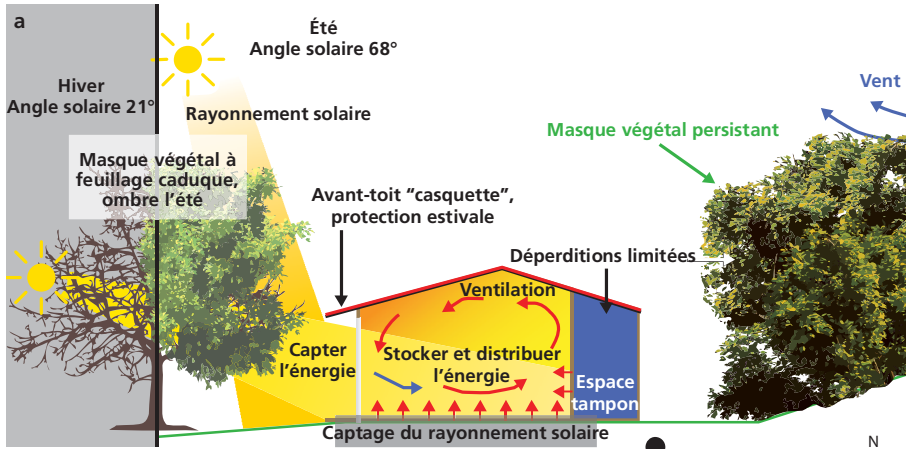 a
Été
Angle solaire 68°
Hiver
Angle solaire 21°
Rayonnement solaire
Vent
Masque végétal persistant
Masque végétal à
feuillage caduque,
ombre l'été
Avant-toit “casquette”,
protection estivale
Déperditions limitées
Ventilation
Capter
l'énergie
Stocker et distribuer
l'énergie
Espace
tampon
Captage du rayonnement solaire
N